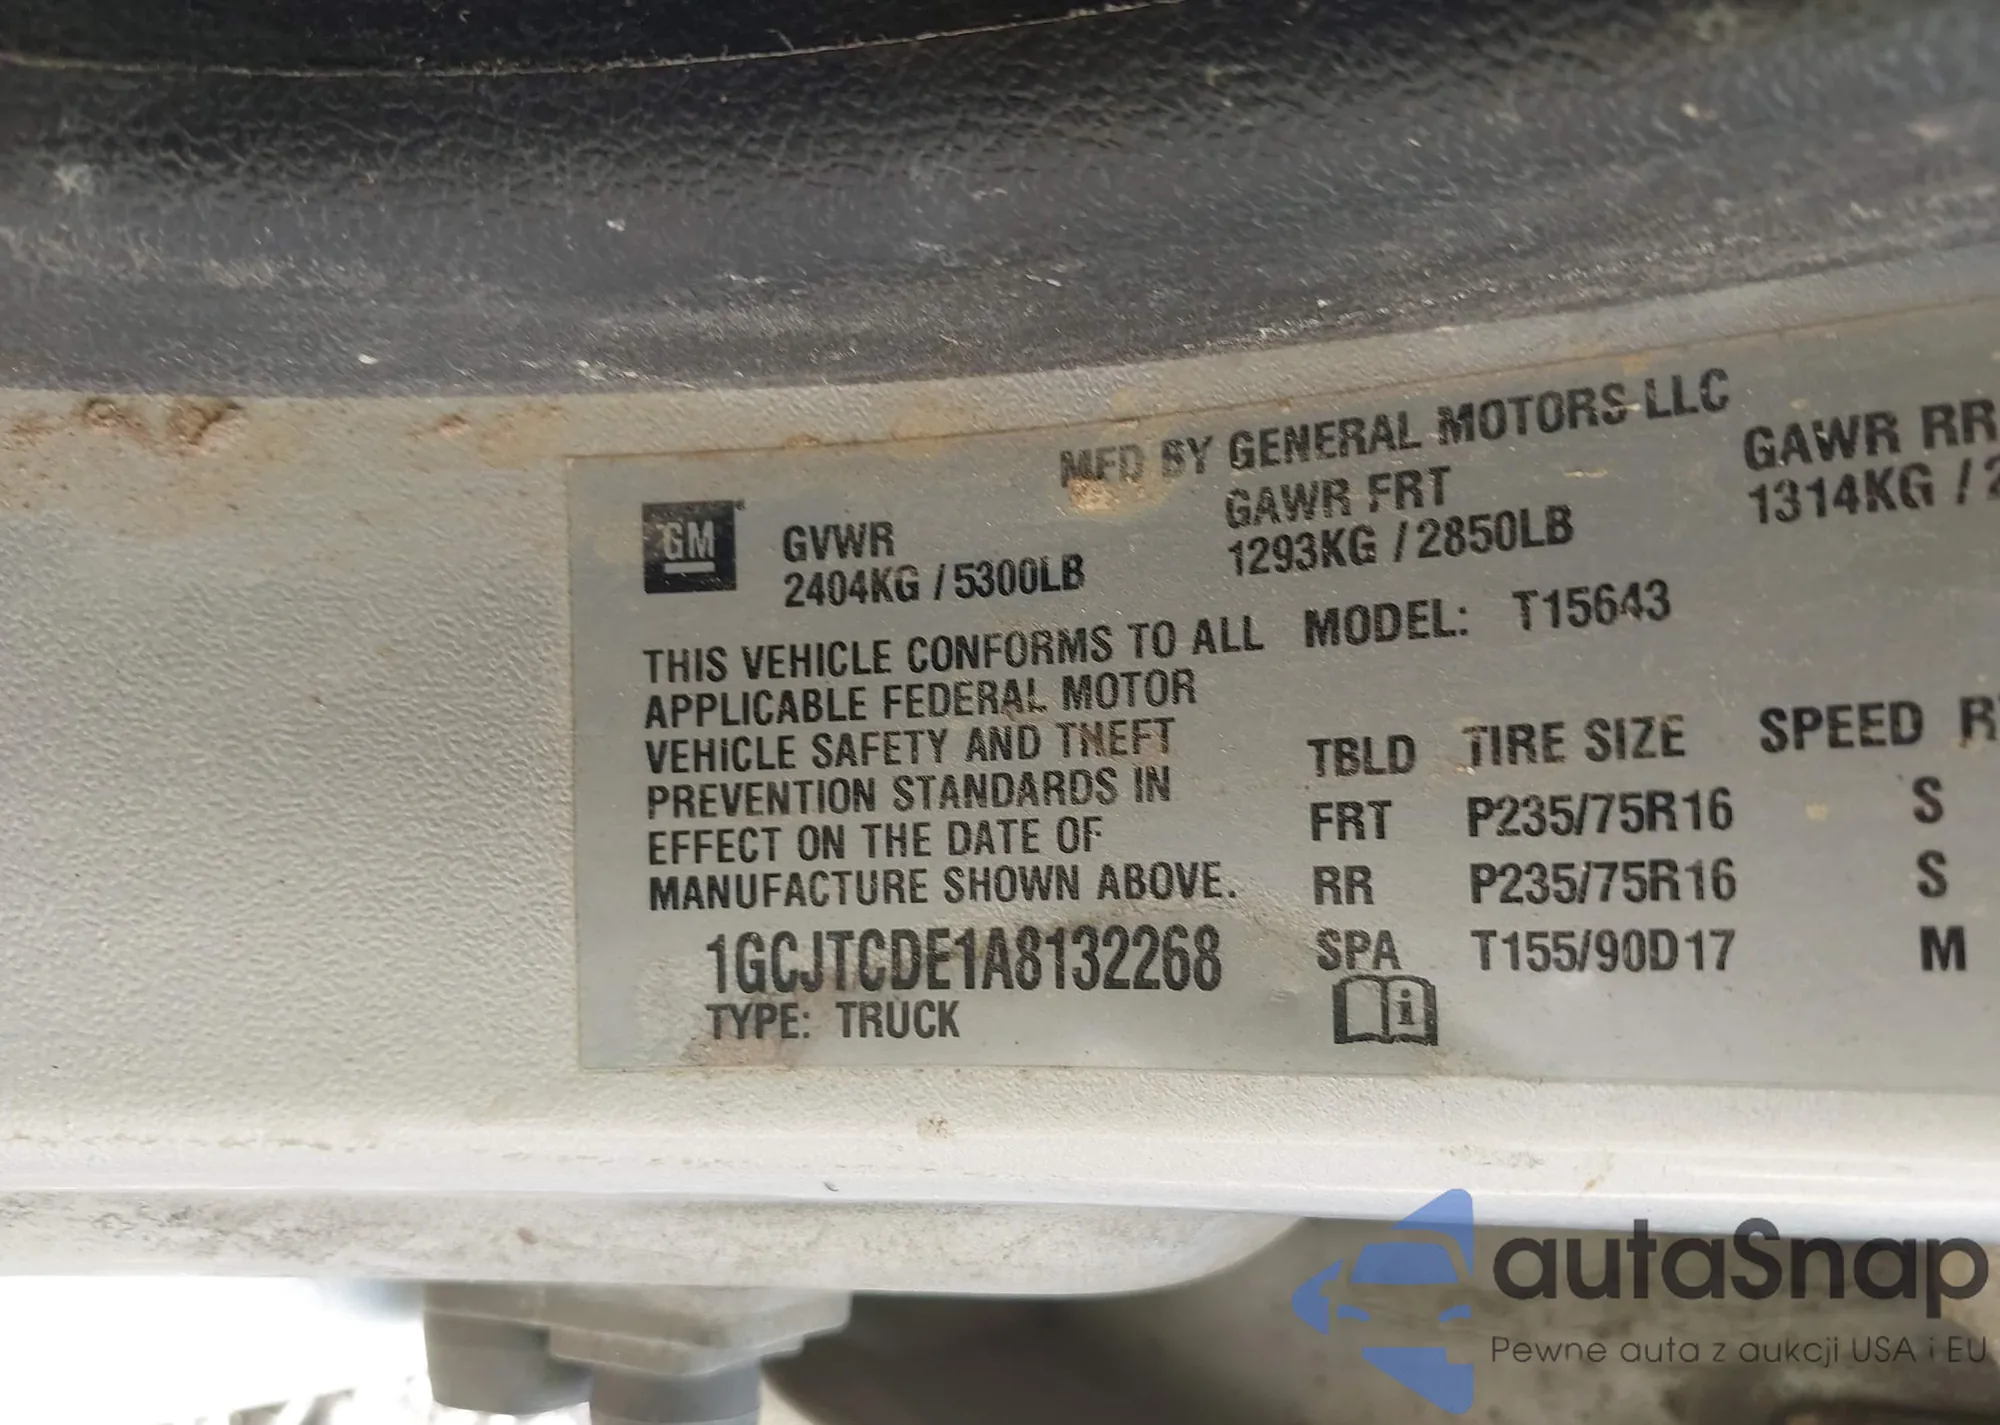 MFD BY GENERAL MOTORS LLC
GM
GVWR GAWR FRT GAWR RR
2404KG / 5300LB 1293KG / 2850LB 1314KG / 2
THIS VEHICLE CONFORMS TO ALL MODEL: T15643
APPLICABLE FEDERAL MOTOR
VEHICLE SAFETY AND THEFT TBLD TIRE SIZE SPEED
PREVENTION STANDARDS IN FRT P235/75R16 S
EFFECT ON THE DATE OF
MANUFACTURE SHOWN ABOVE. RR P235/75R16 S
1GCJTCDE1A8132268 SPA T155/90D17 M
TYPE: TRUCK
i
autaSnap
Pewne auta z aukcji USA i EU